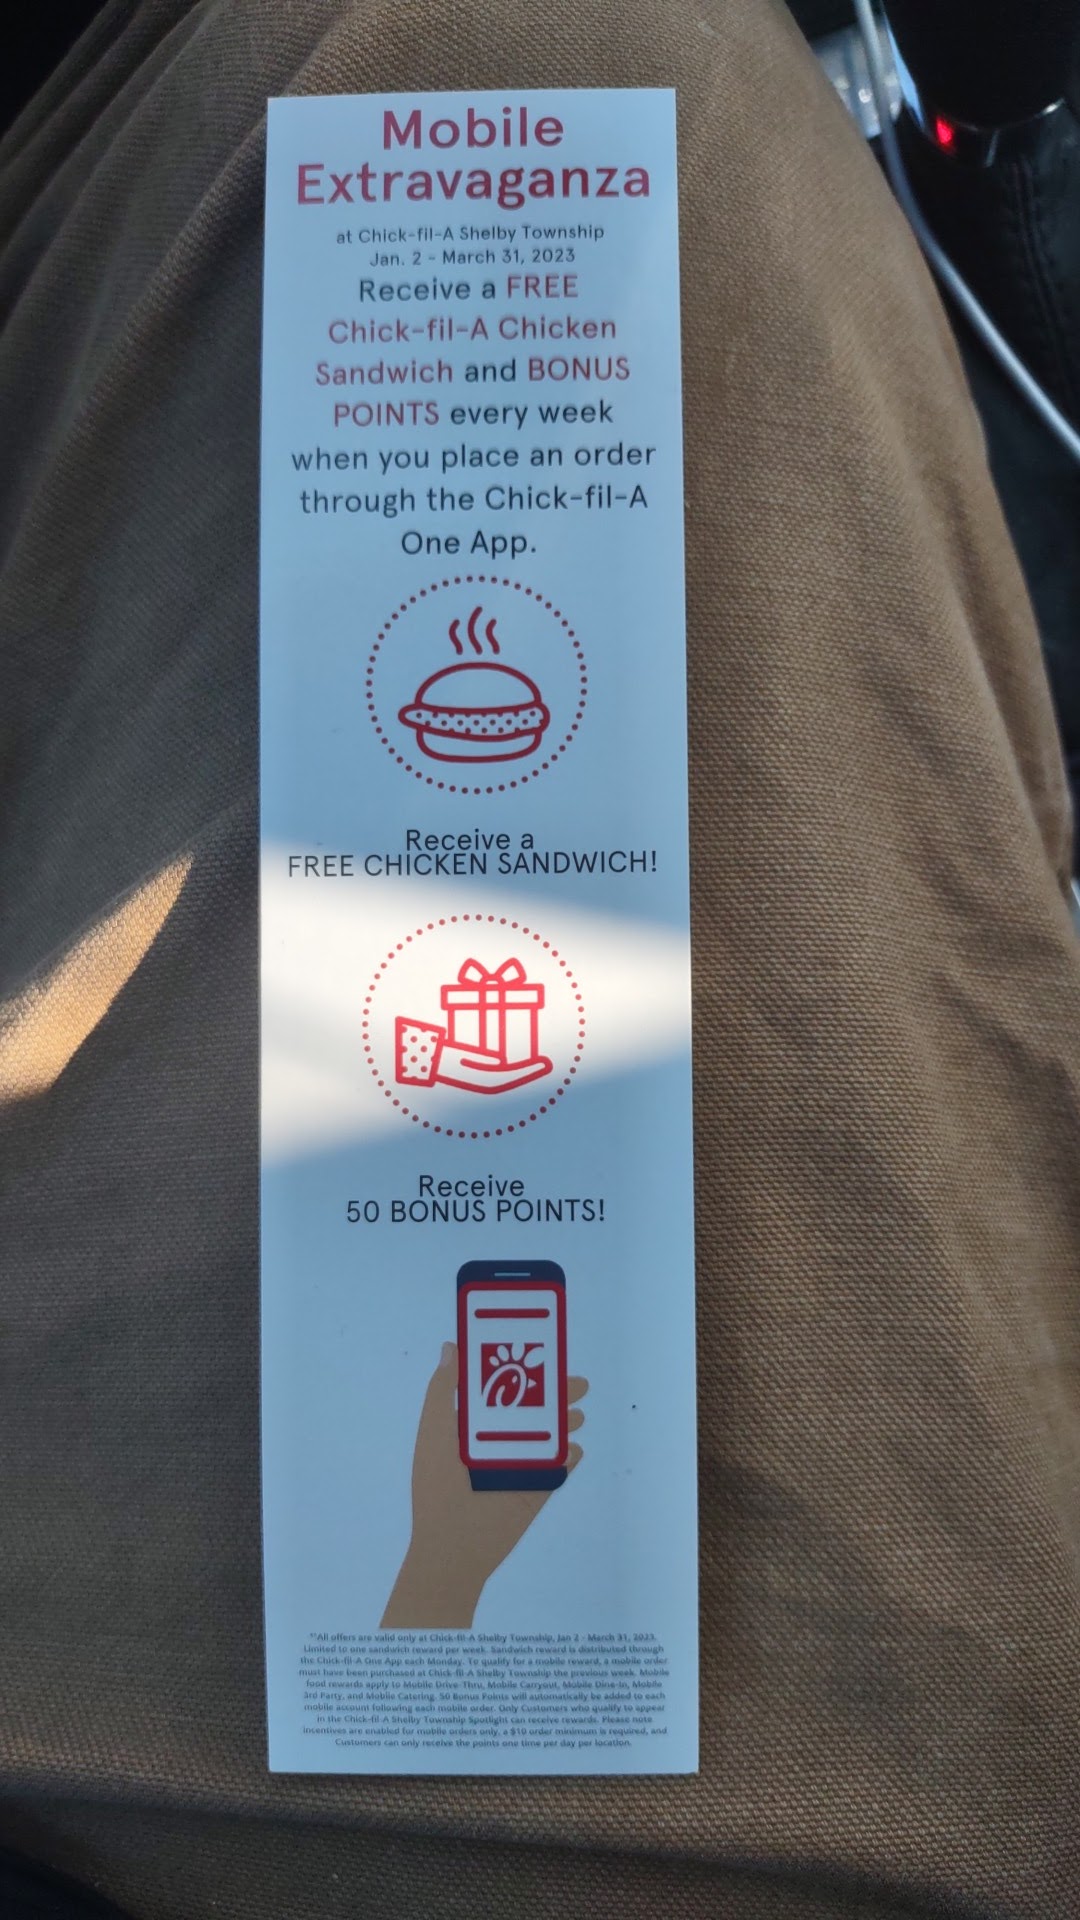 Mobile
Extravaganza
at Chick-fil-A Shelby Township
Jan. 2 - March 31, 2023
Receive a FREE
Chick-fil-A Chicken
Sandwich and BONUS
POINTS every week
when you place an order
through the Chick-fil-A
One App.
Receive a
FREE CHICKEN SANDWICH!
Receive
50 BONUS POINTS!
**All offers are valid only at Chick-fil-A Shelby Township, Jan 2 - March 31, 2023.
Limited to one sandwich reward per week. Sandwich reward is distributed through
the Chick-fil-A One App each Monday. To qualify for a mobile reward, a mobile order
must have been purchased at Chick-fil-A Shelby Township the previous week. Mobile
food rewards apply to Mobile Drive-Thru, Mobile Carryout, Mobile Dine-In, Mobile
3rd Party, and Mobile Catering. 50 Bonus Points will automatically be added to each
mobile account following each mobile order. Only Customers who qualify to appear
in the Chick-fil-A Shelby Township Spotlight can receive rewards. Please note
incentives are enabled for mobile orders only, a $10 order minimum is required, and
Customers can only receive the points one time per day per location.